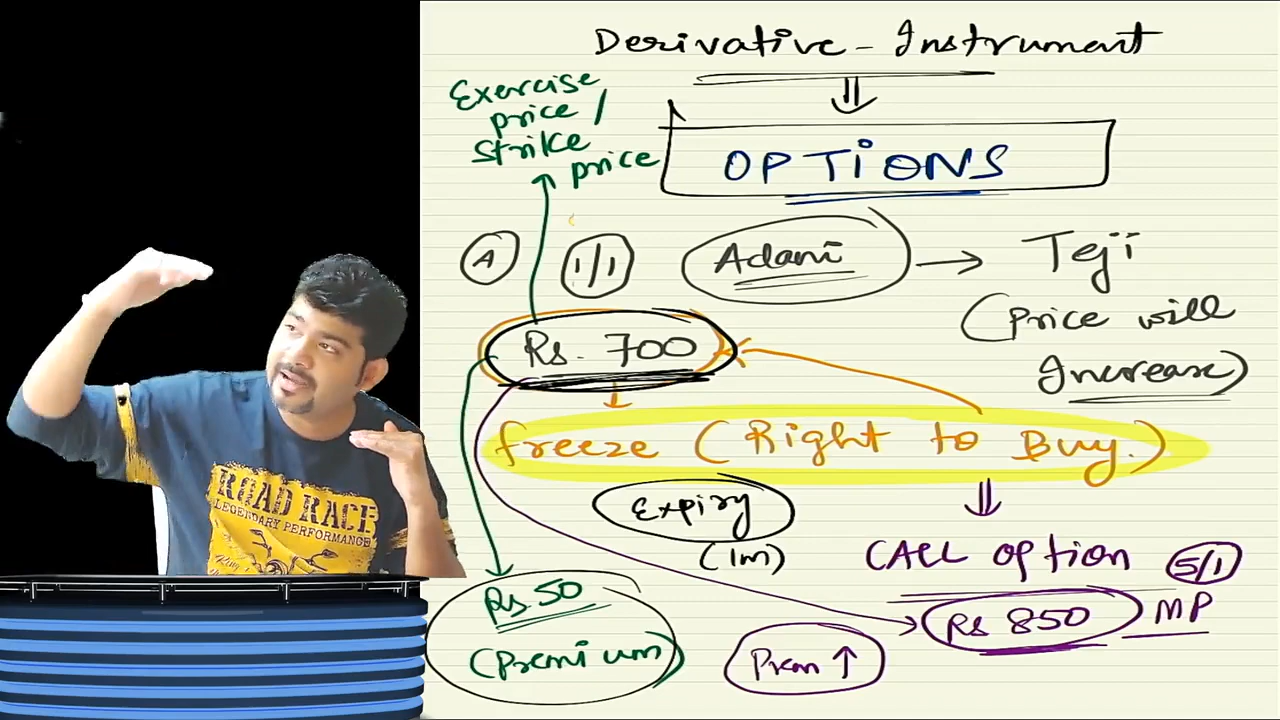 Derivative - Instrument
Exercise
price /
strike
price
OPTIONS
A
1/1
Adani
Teji
(Price will
Increase)
Rs. 700
freeze (Right to Buy.)
Expiry
(1m)
CALL option
5/1
Rs 850
MP
Rs. 50
(Premium)
Prem ↑
ROAD RACE
LEGENDARY PERFORMANCE